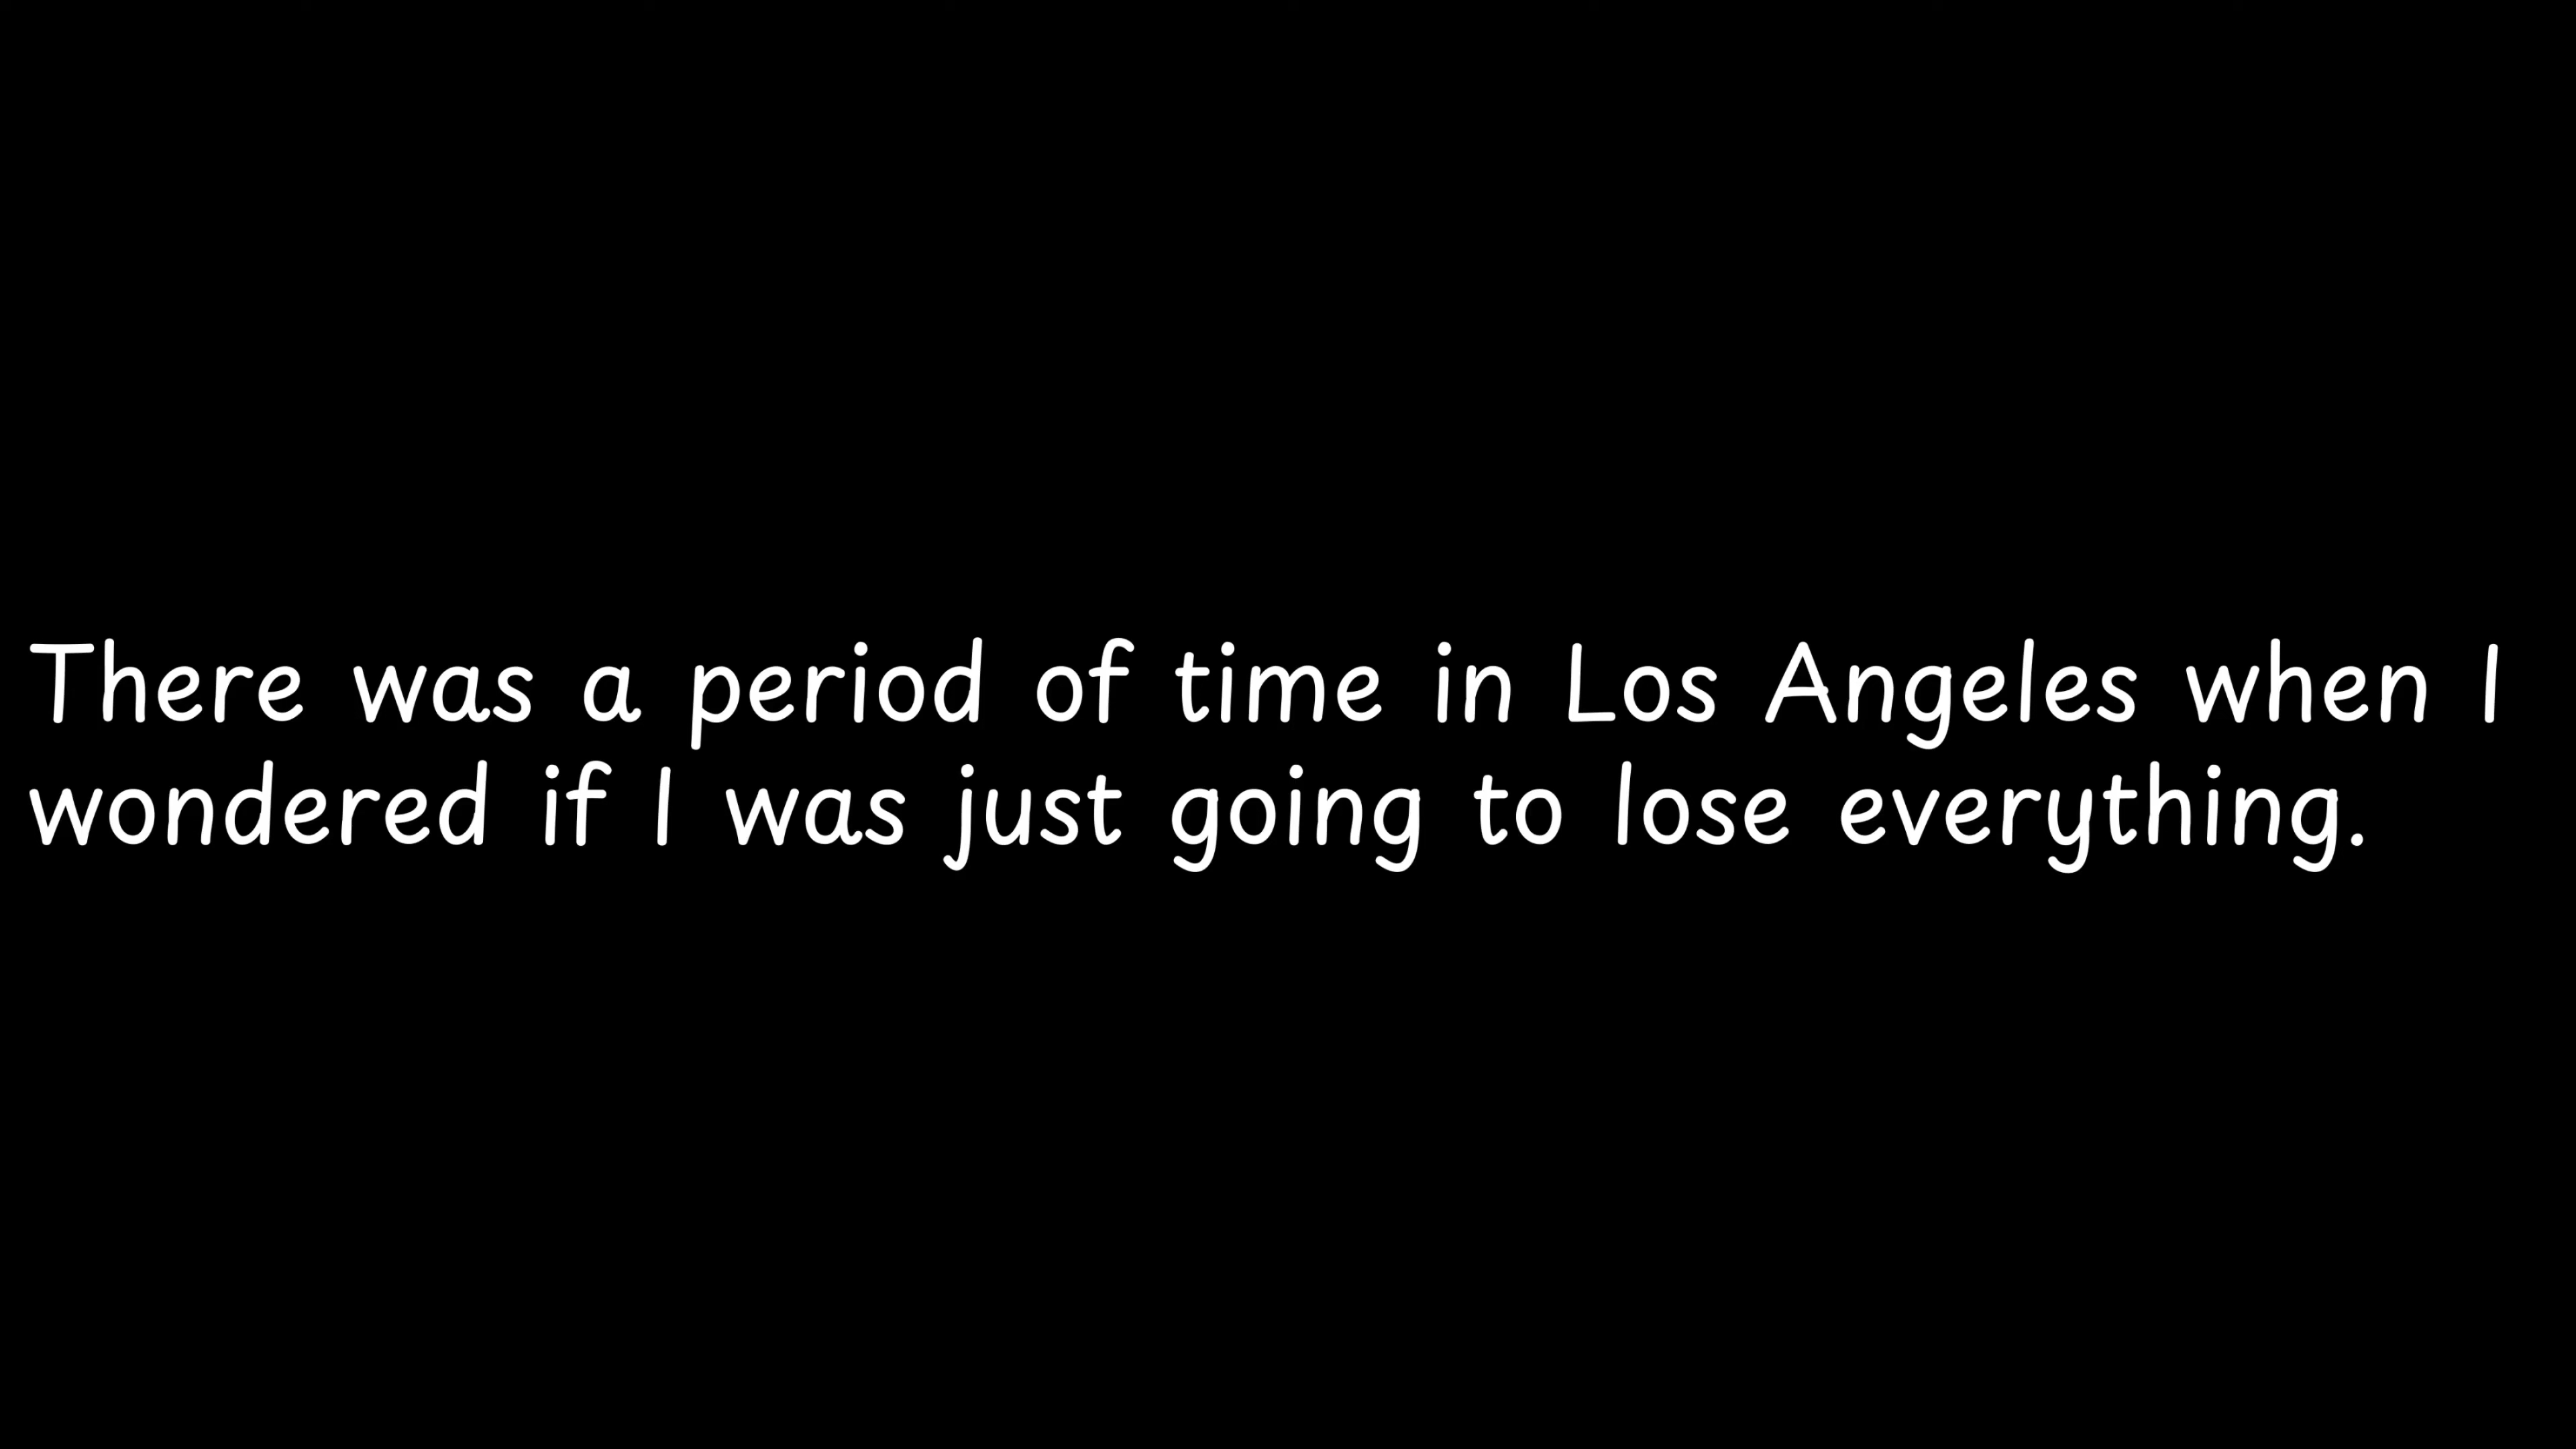 There was a period of time in Los Angeles when I
wondered if I was just going to lose everything.